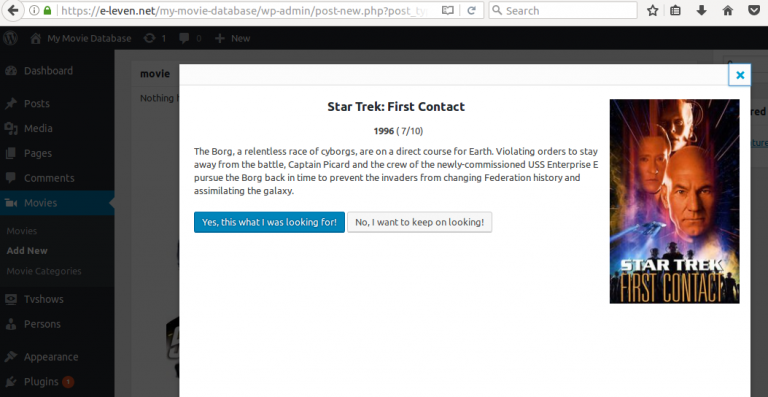 https://e-leven.net/my-movie-database/wp-admin/post-new.php?post_ty
Search
My Movie Database
1
0
+ New
Dashboard
Posts
Media
Pages
Comments
Movies
Movies
Add New
Movie Categories
Tvshows
Persons
Appearance
Plugins 1
movie
Nothing
Star Trek: First Contact
1996 ( 7/10)
The Borg, a relentless race of cyborgs, are on a direct course for Earth. Violating orders to stay
away from the battle, Captain Picard and the crew of the newly-commissioned USS Enterprise E
pursue the Borg back in time to prevent the invaders from changing Federation history and
assimilating the galaxy.
Yes, this what I was looking for!
No, I want to keep on looking!
STAR TREK
FIRST CONTACT